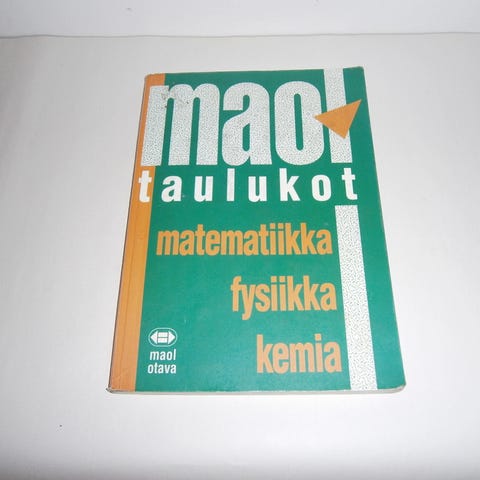 maol
taulukot
matematiikka
fysiikka
kemia
maol
otava